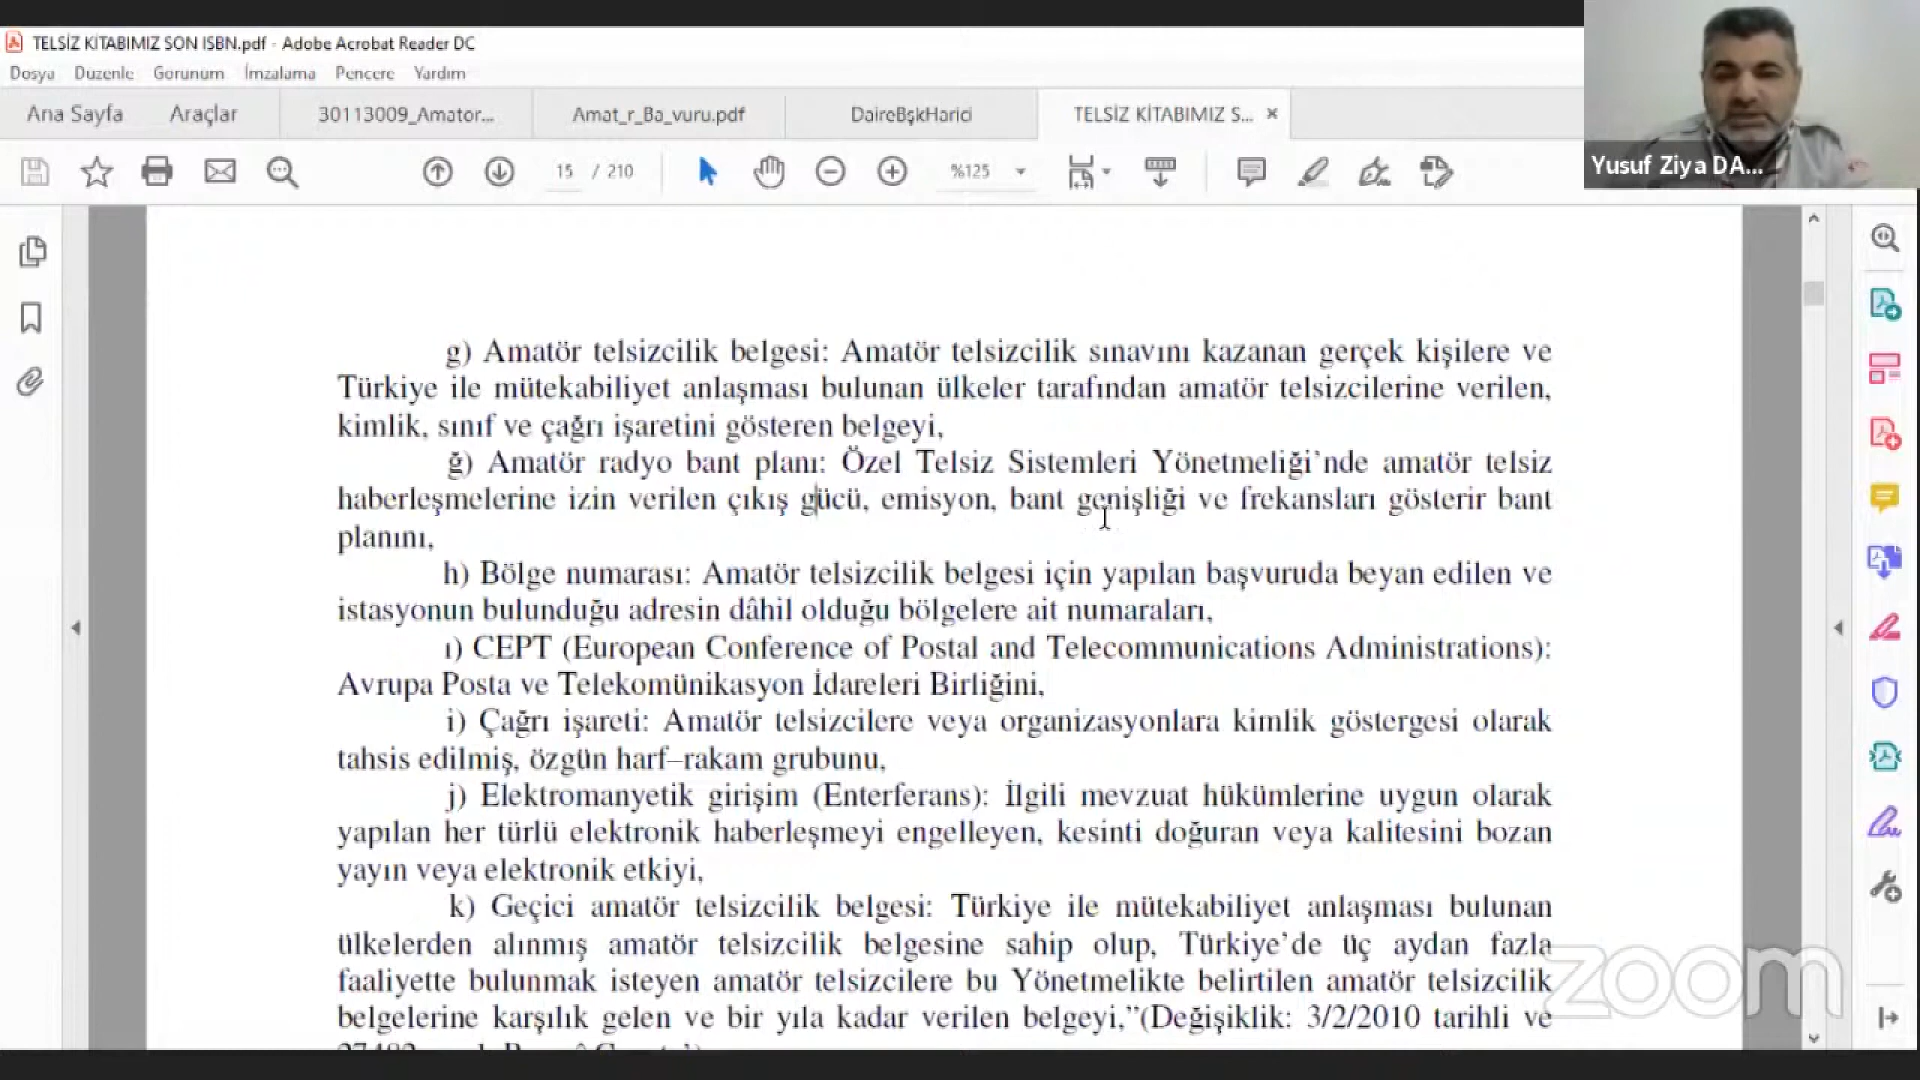 TELSİZ KİTABIMIZ SON ISBN.pdf - Adobe Acrobat Reader DC
Dosya Düzenle Görünüm İmzalama Pencere Yardım
Ana Sayfa Araçlar 30113009_Amator... Amat_r_Ba_vuru.pdf DaireBşkHarici TELSİZ KİTABIMIZ S... ×
15 / 210 %125
Yusuf Ziya DA...
g) Amatör telsizcilik belgesi: Amatör telsizcilik sınavını kazanan gerçek kişilere ve
Türkiye ile mütekabiliyet anlaşması bulunan ülkeler tarafından amatör telsizcilerine verilen,
kimlik, sınıf ve çağrı işaretini gösteren belgeyi,
ğ) Amatör radyo bant planı: Özel Telsiz Sistemleri Yönetmeliği’nde amatör telsiz
haberleşmelerine izin verilen çıkış gücü, emisyon, bant genişliği ve frekansları gösterir bant
planını,
h) Bölge numarası: Amatör telsizcilik belgesi için yapılan başvuruda beyan edilen ve
istasyonun bulunduğu adresin dâhil olduğu bölgelere ait numaraları,
ı) CEPT (European Conference of Postal and Telecommunications Administrations):
Avrupa Posta ve Telekomünikasyon İdareleri Birliğini,
i) Çağrı işareti: Amatör telsizcilere veya organizasyonlara kimlik göstergesi olarak
tahsis edilmiş, özgün harf–rakam grubunu,
j) Elektromanyetik girişim (Enterferans): İlgili mevzuat hükümlerine uygun olarak
yapılan her türlü elektronik haberleşmeyi engelleyen, kesinti doğuran veya kalitesini bozan
yayın veya elektronik etkiyi,
k) Geçici amatör telsizcilik belgesi: Türkiye ile mütekabiliyet anlaşması bulunan
ülkelerden alınmış amatör telsizcilik belgesine sahip olup, Türkiye’de üç aydan fazla
faaliyette bulunmak isteyen amatör telsizcilere bu Yönetmelikte belirtilen amatör telsizcilik
belgelerine karşılık gelen ve bir yıla kadar verilen belgeyi,”(Değişiklik: 3/2/2010 tarihli ve
zoom